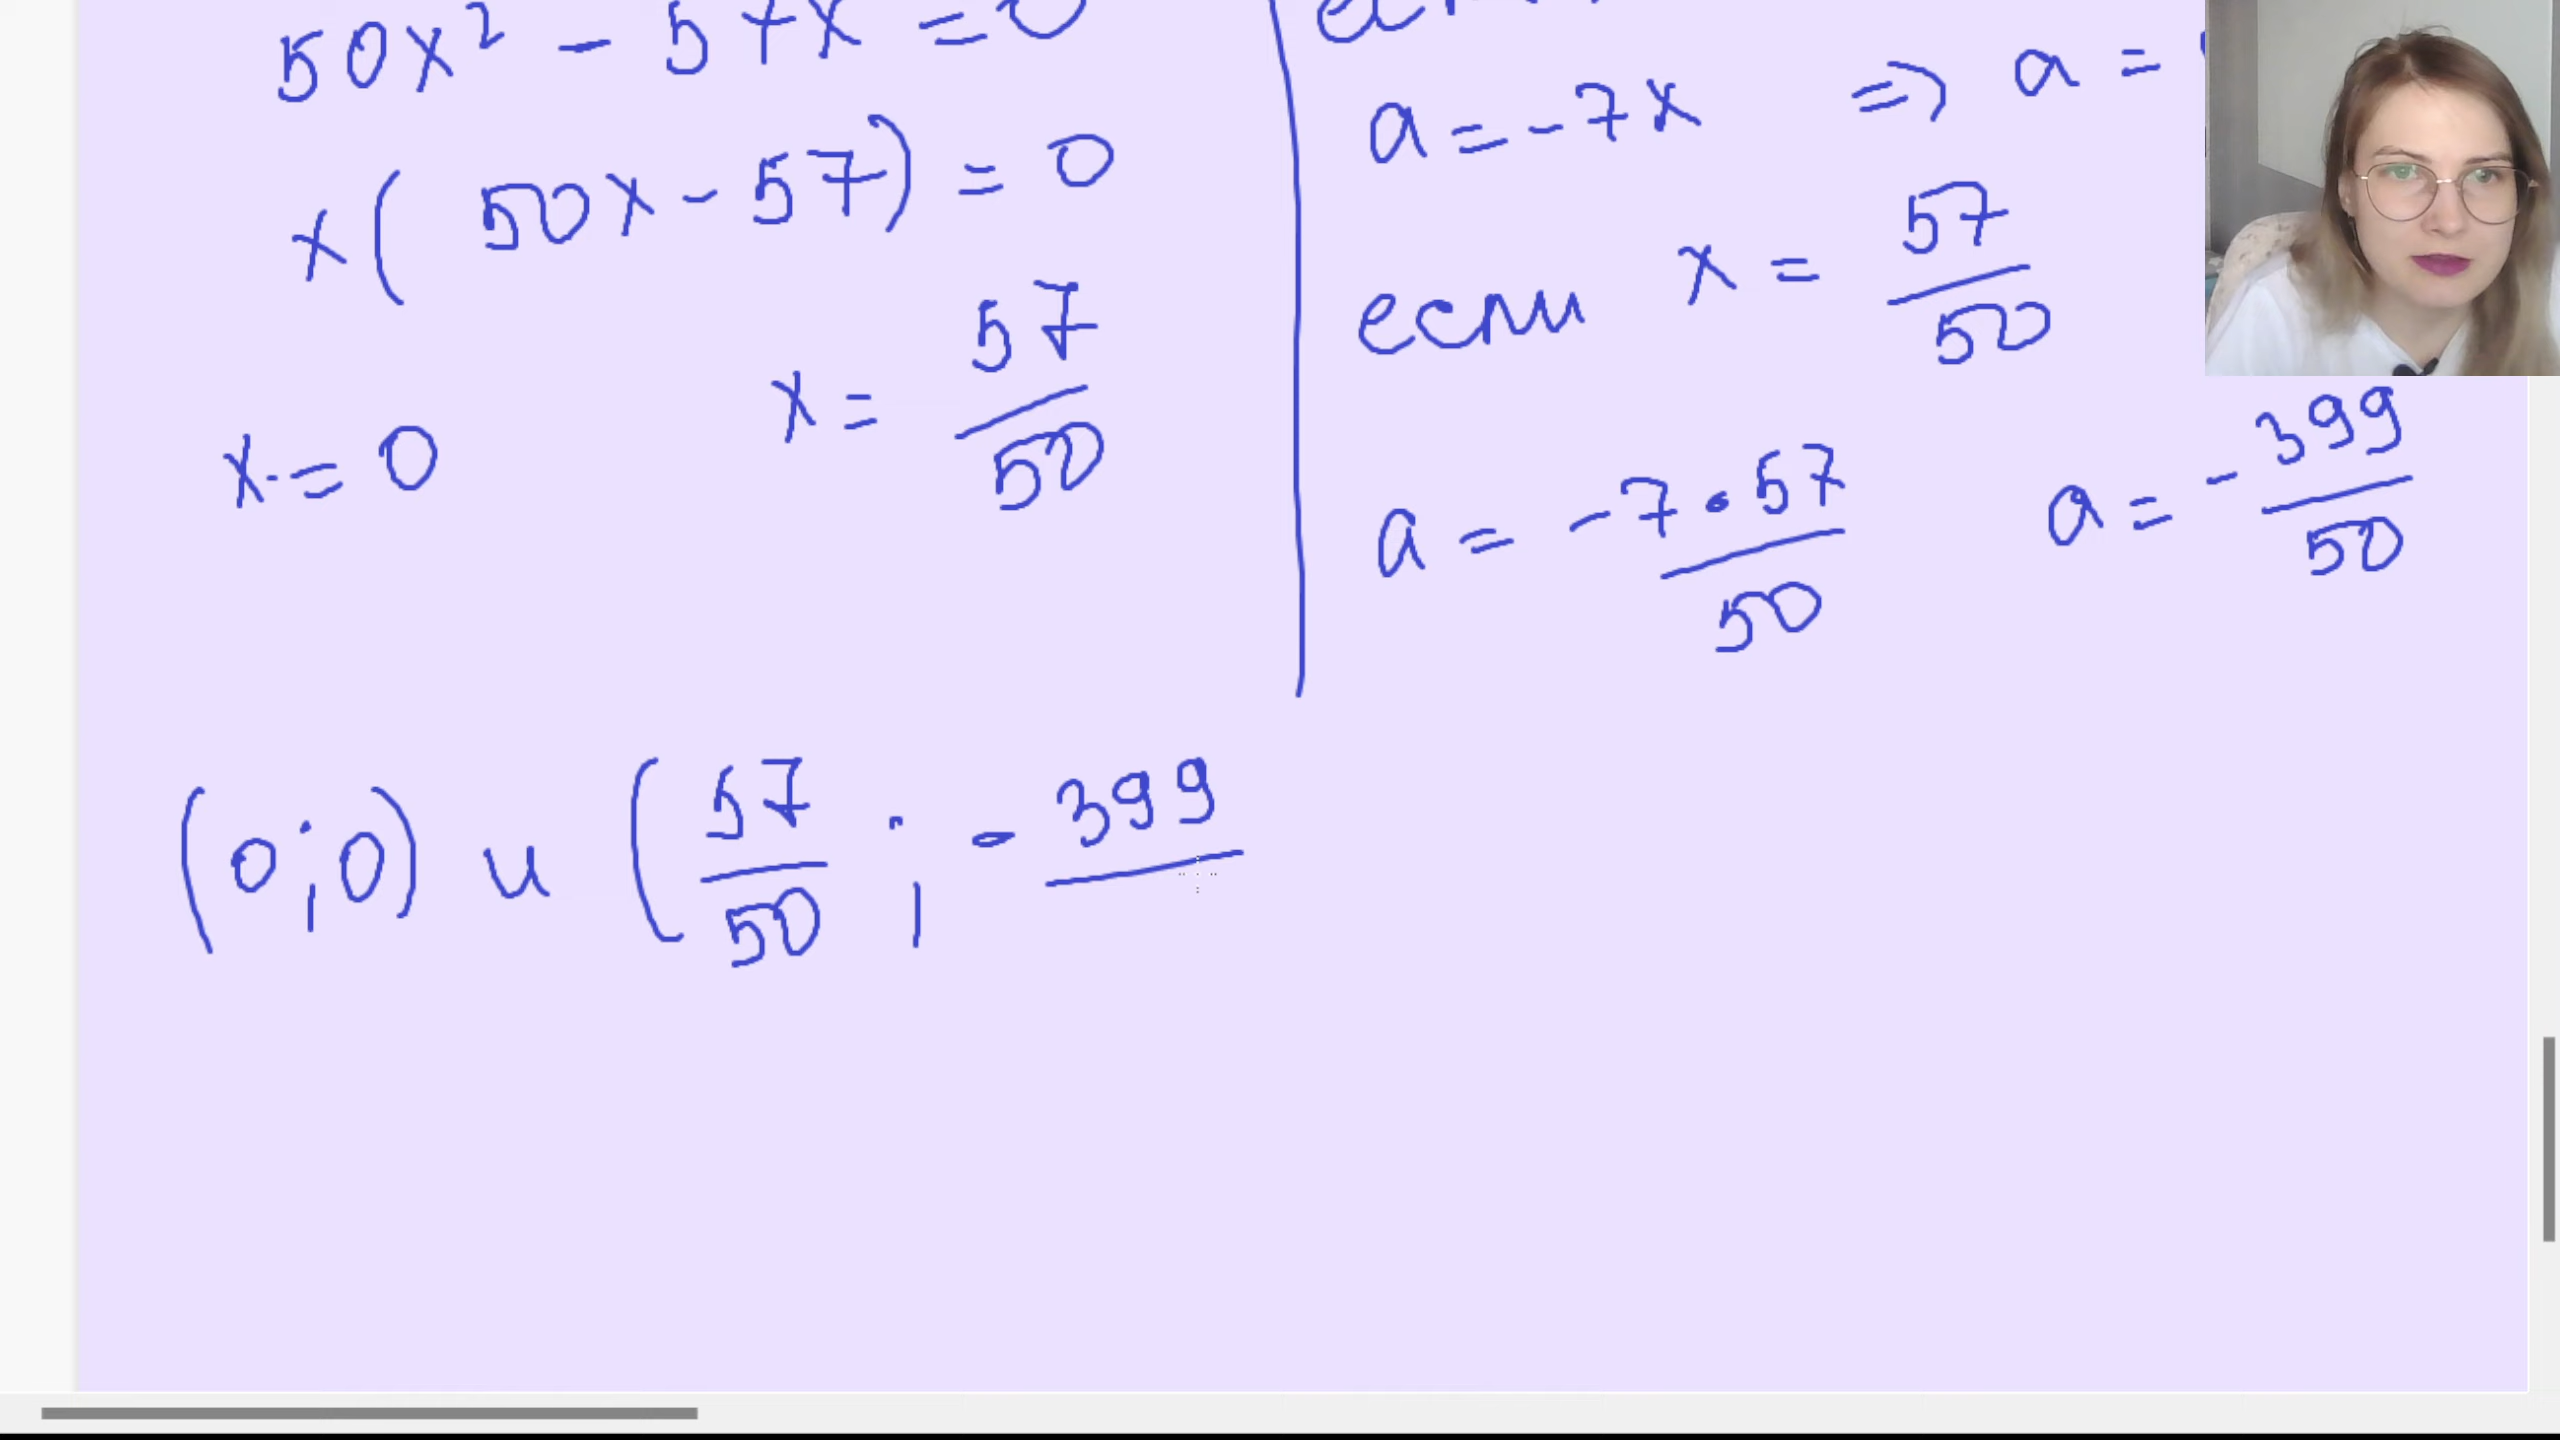 50x² - 57x = 0
x(50x - 57) = 0
x = 0
x = 57/50
a = -7x ⇒ a =
если x = 57/50
a = -7·57/50
a = -399/50
(0;0) и (57/50 ; -399